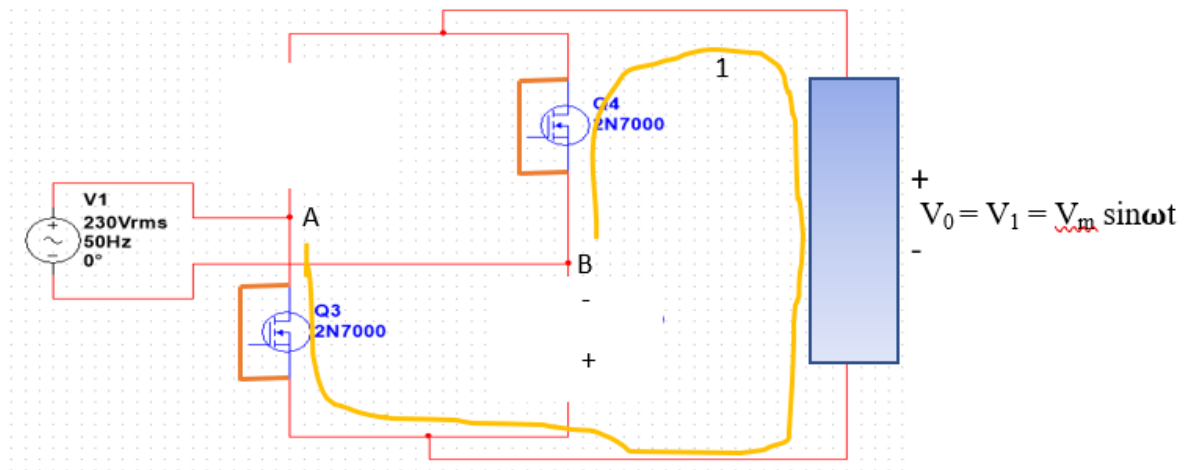 1
Q4
2N7000
V1
230Vrms
50Hz
0°
A
+
V₀ = V₁ = Vₘ sinωt
-
B
-
+
Q3
2N7000